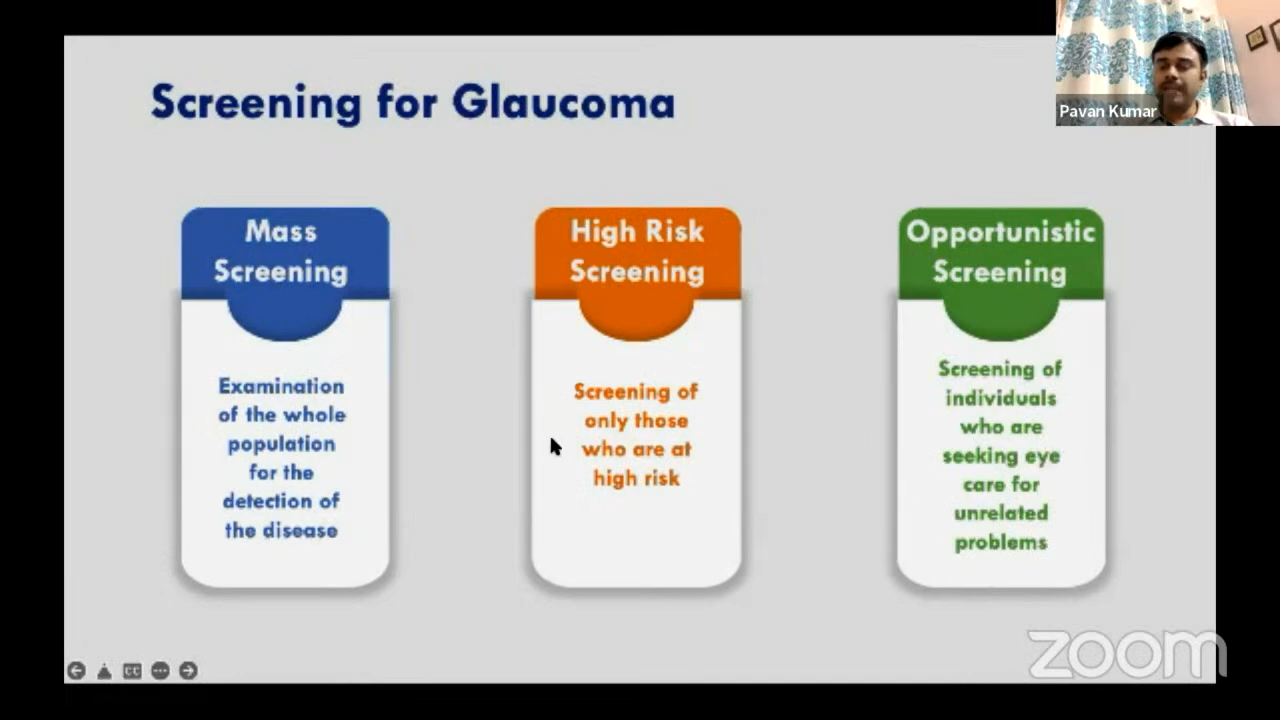 Screening for Glaucoma
Pavan Kumar
Mass
Screening
Examination
of the whole
population
for the
detection of
the disease
High Risk
Screening
Screening of
only those
who are at
high risk
Opportunistic
Screening
Screening of
individuals
who are
seeking eye
care for
unrelated
problems
CC
zoom